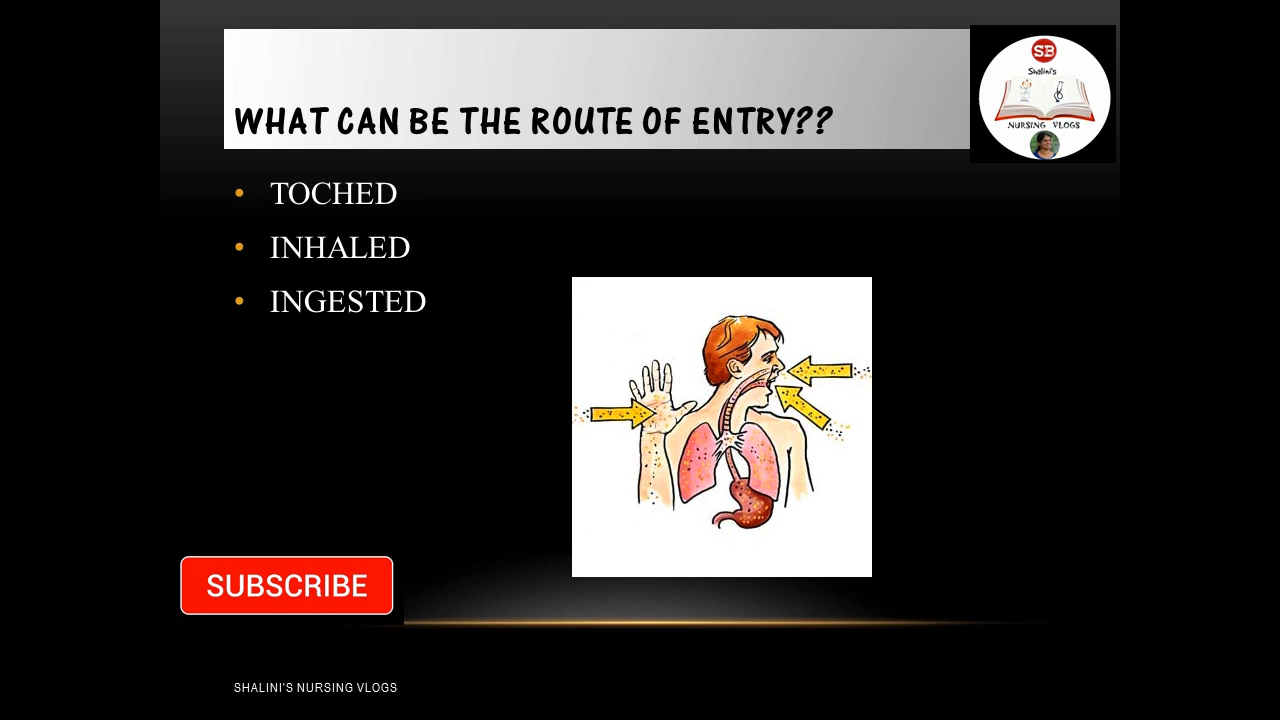 WHAT CAN BE THE ROUTE OF ENTRY??
SB
Shalini's
NURSING VLOGS
• TOCHED
• INHALED
• INGESTED
SUBSCRIBE
SHALINI'S NURSING VLOGS